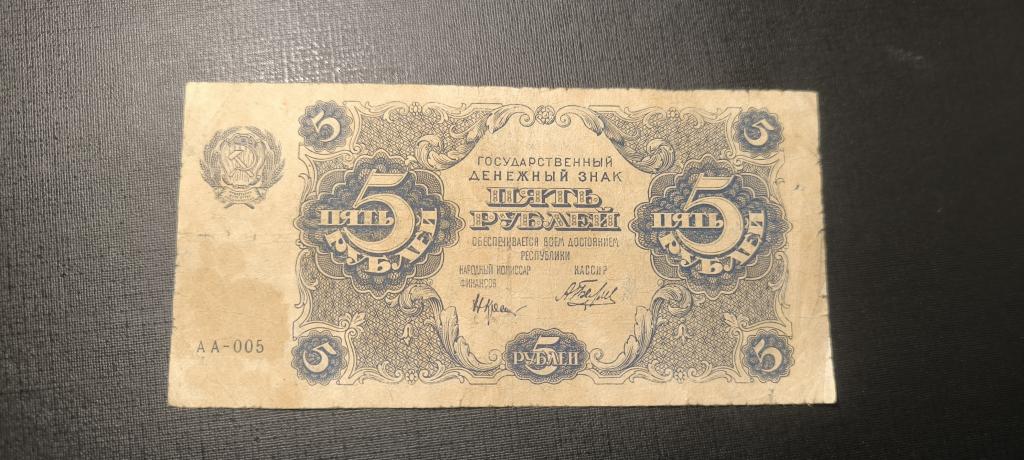 5
5
ГОСУДАРСТВЕННЫЙ
ДЕНЕЖНЫЙ ЗНАК
ПЯТЬ
РУБЛЕЙ
ОБЕСПЕЧИВАЕТСЯ ВСЕМ ДОСТОЯНИЕМ
РЕСПУБЛИКИ
НАРОДНЫЙ КОМИССАР
ФИНАНСОВ
КАССИР
5
ПЯТЬ
РУБЛЕЙ
5
ПЯТЬ
РУБЛЕЙ
АА-005
5
5
РУБЛЕЙ
5